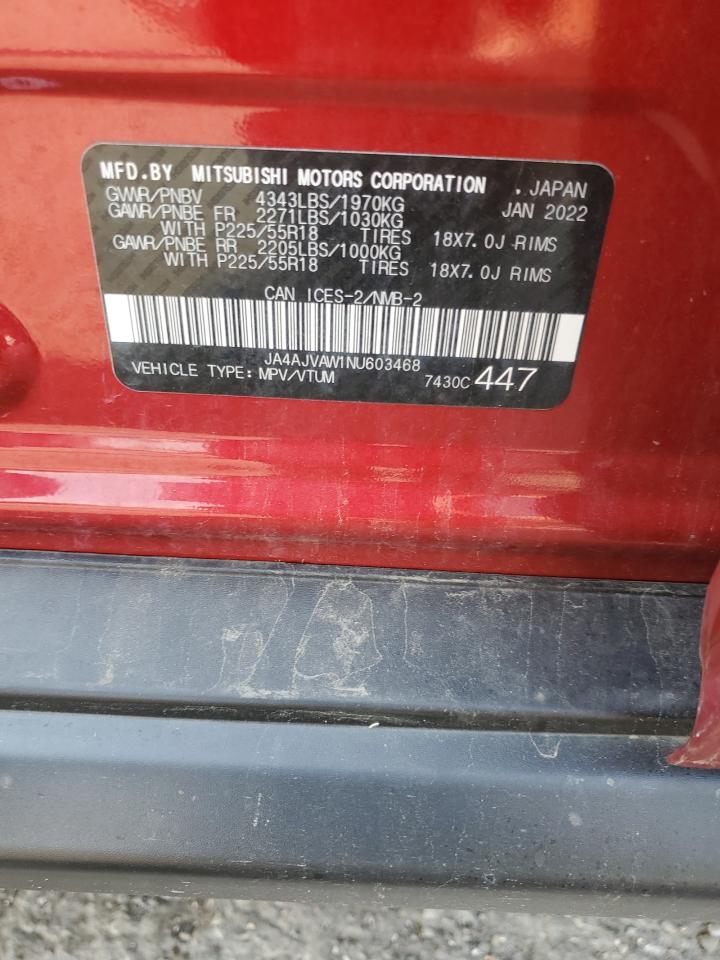 MFD.BY MITSUBISHI MOTORS CORPORATION . JAPAN
GWWR/PNBV 4343LBS/1970KG JAN 2022
GAWR/PNBE FR 2271LBS/1030KG
WITH P225/55R18 TIRES 18X7.0J RIMS
GAWR/PNBE RR 2205LBS/1000KG
WITH P225/55R18 TIRES 18X7.0J RIMS
CAN ICES-2/NMB-2
JA4AJVAW1NU603468
VEHICLE TYPE: MPV/VTUM 7430C 447